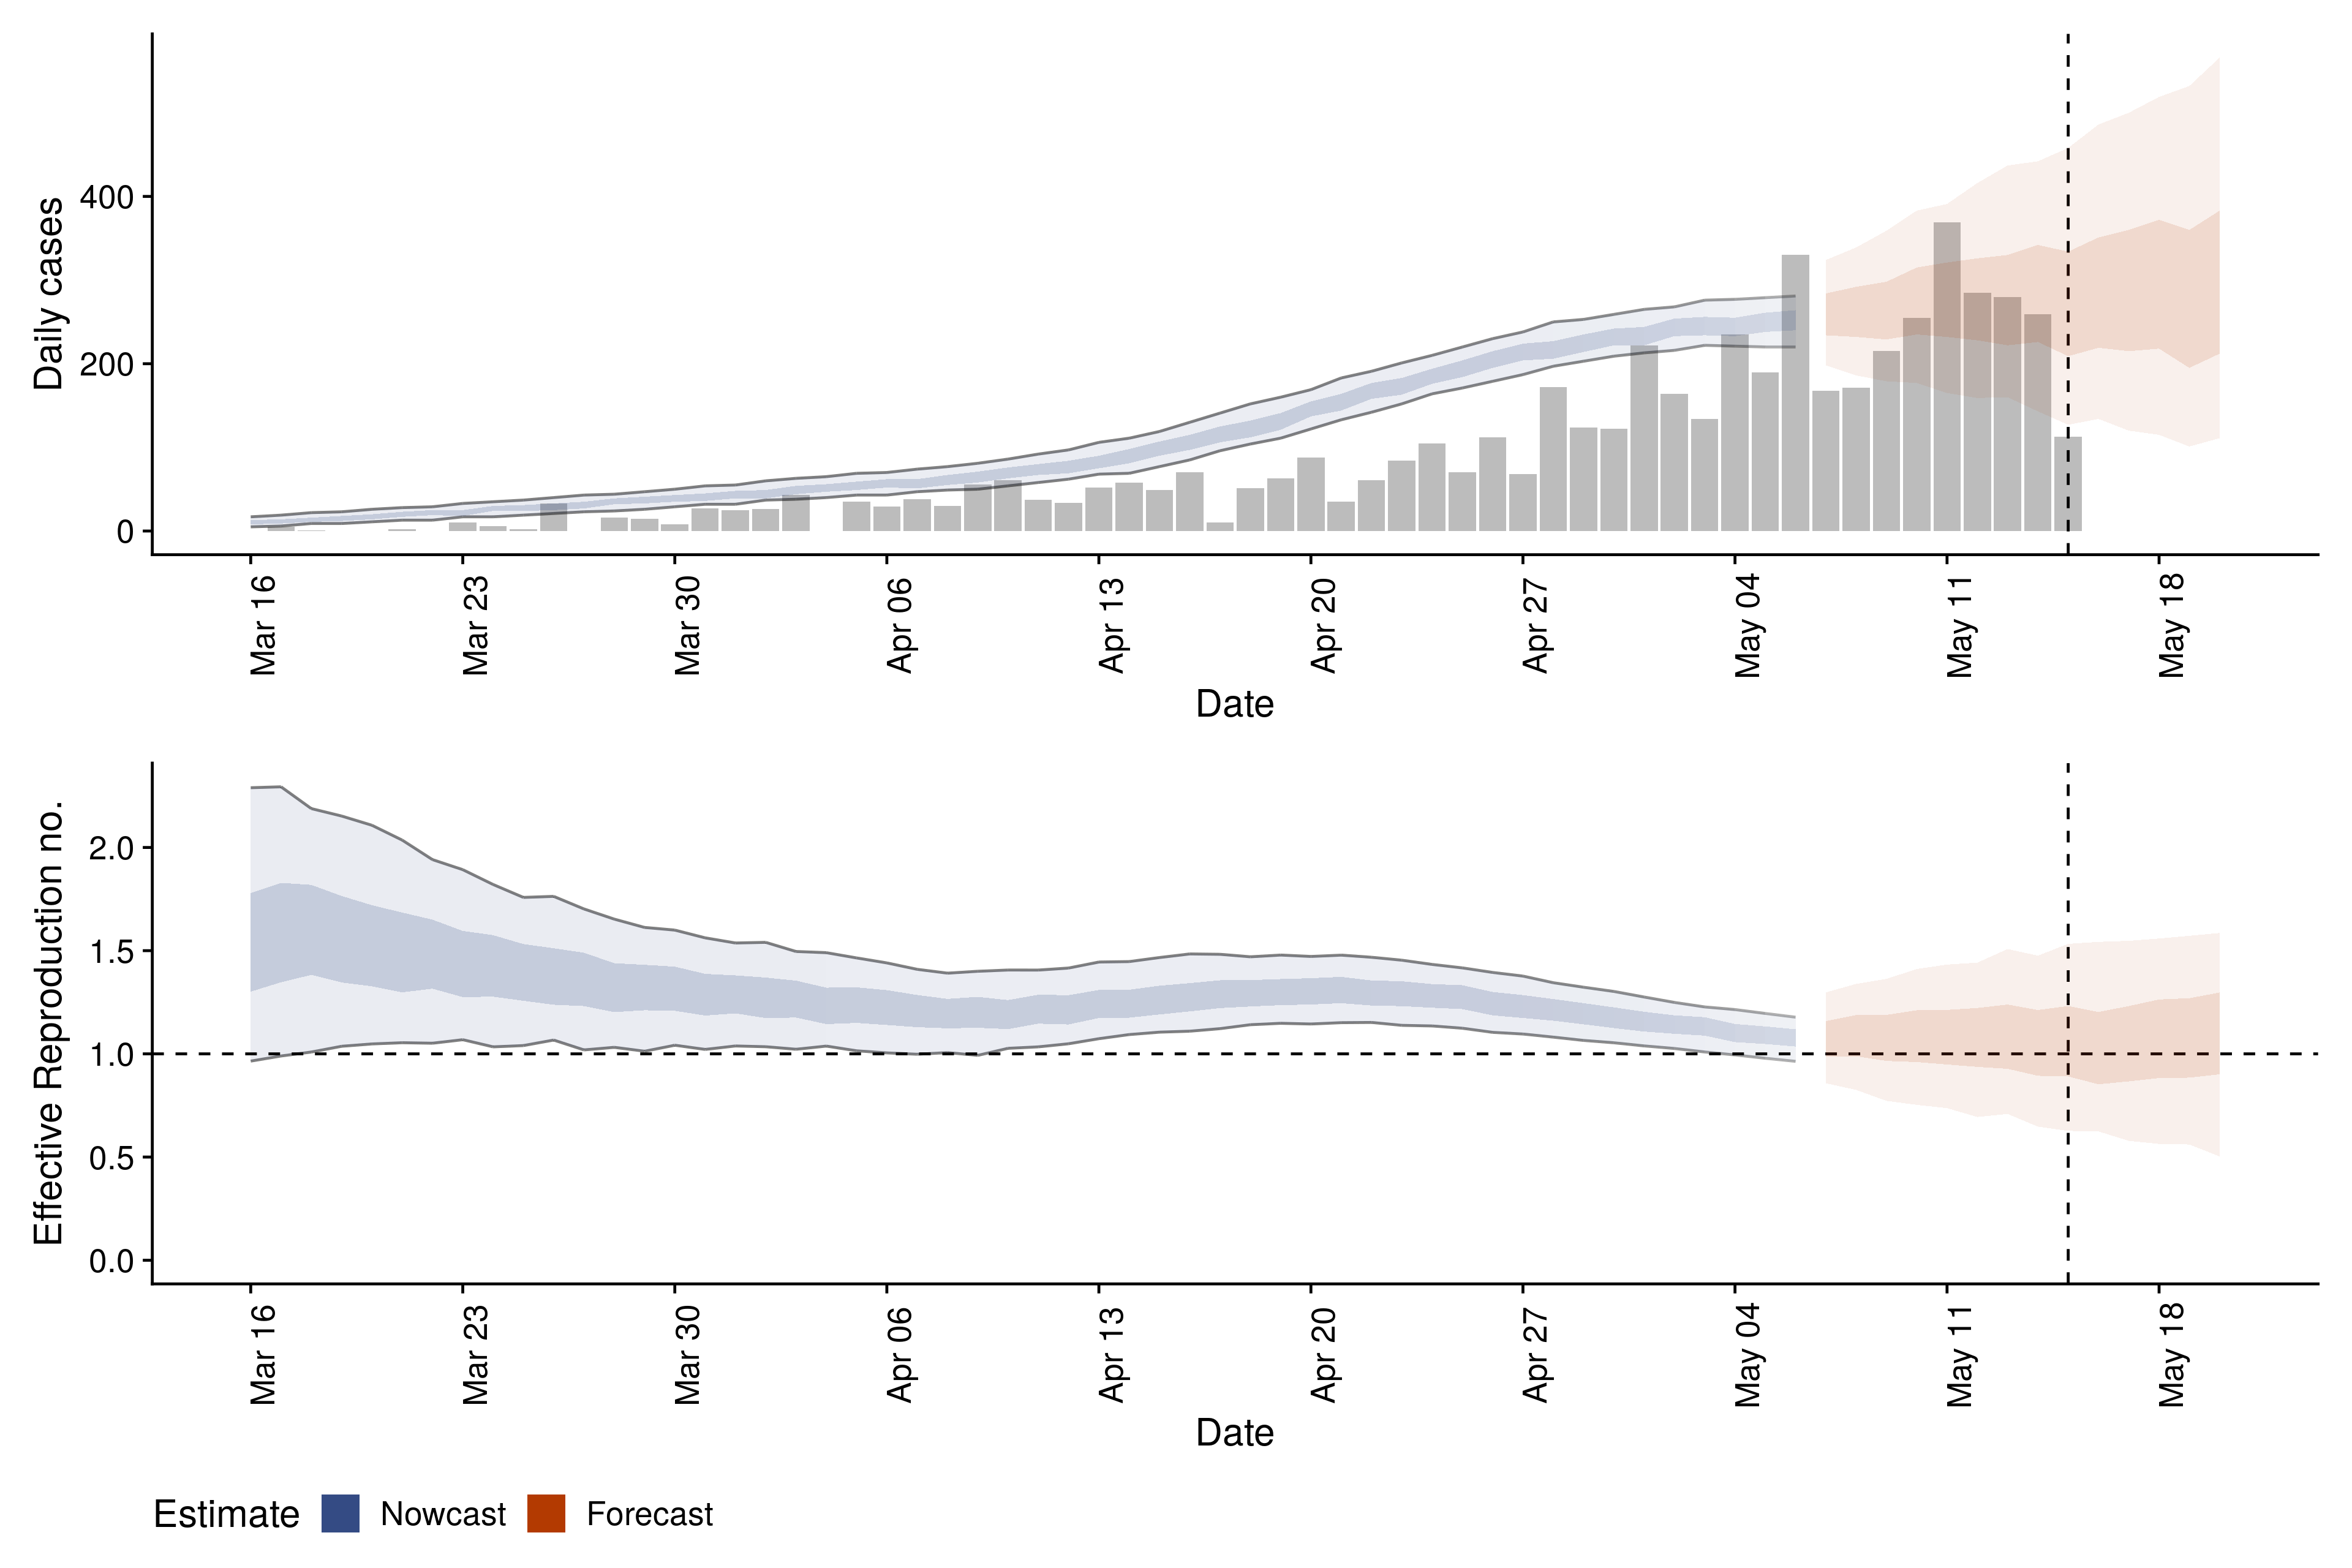 Daily cases
400
200
0
Mar 16
Mar 23
Mar 30
Apr 06
Apr 13
Apr 20
Apr 27
May 04
May 11
May 18
Date
Effective Reproduction no.
2.0
1.5
1.0
0.5
0.0
Mar 16
Mar 23
Mar 30
Apr 06
Apr 13
Apr 20
Apr 27
May 04
May 11
May 18
Date
Estimate Nowcast Forecast